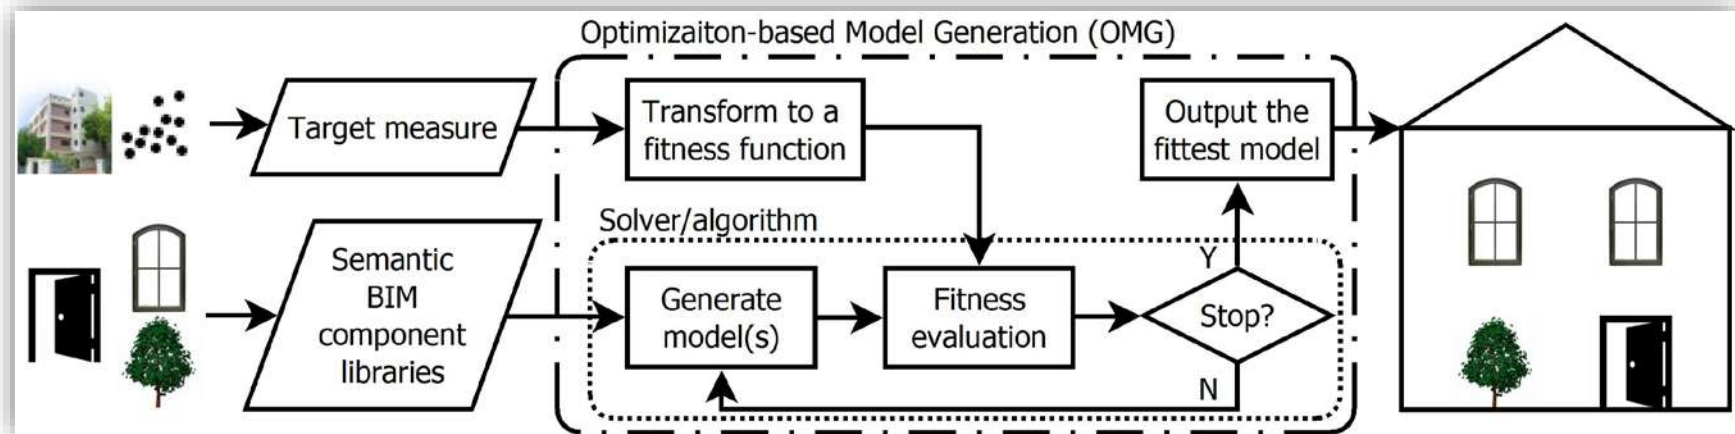 Optimizaiton-based Model Generation (OMG)
Target measure
Transform to a
fitness function
Output the
fittest model
Solver/algorithm
Semantic
BIM
component
libraries
Generate
model(s)
Fitness
evaluation
Y
Stop?
N